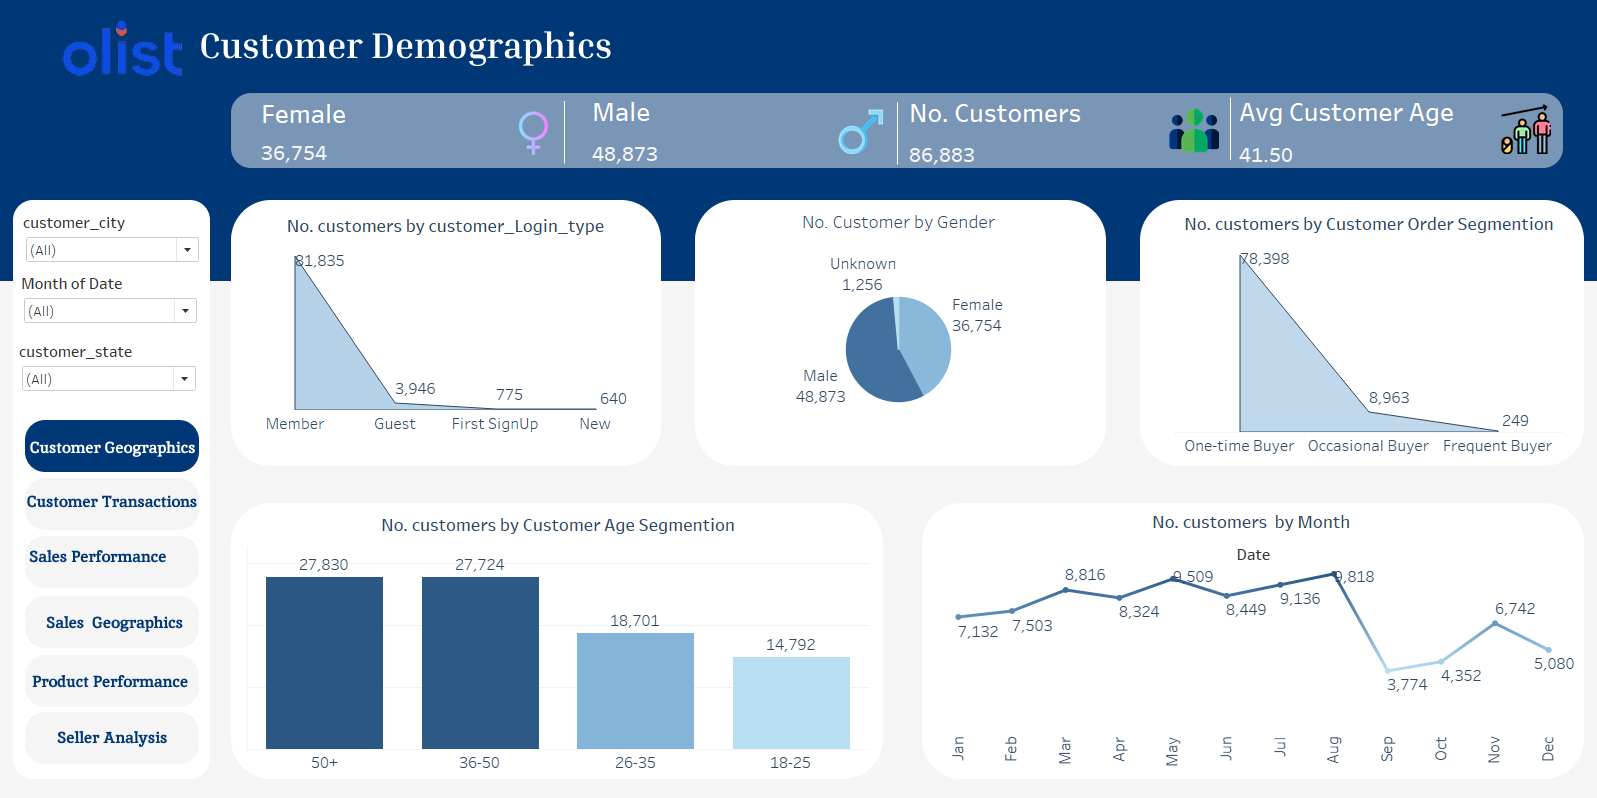 olist Customer Demographics
Female
36,754
Male
48,873
No. Customers
86,883
Avg Customer Age
41.50
customer_city
(All)
Month of Date
(All)
customer_state
(All)
Customer Geographics
Customer Transactions
Sales Performance
Sales  Geographics
Product Performance
Seller Analysis
No. customers by customer_Login_type
81,835
3,946
775
640
Member
Guest
First SignUp
New
No. Customer by Gender
Unknown
1,256
Female
36,754
Male
48,873
No. customers by Customer Order Segmention
78,398
8,963
249
One-time Buyer
Occasional Buyer
Frequent Buyer
No. customers by Customer Age Segmention
27,830
27,724
18,701
14,792
50+
36-50
26-35
18-25
No. customers  by Month
Date
7,132
7,503
8,816
8,324
9,509
8,449
9,136
9,818
3,774
4,352
6,742
5,080
Jan
Feb
Mar
Apr
May
Jun
Jul
Aug
Sep
Oct
Nov
Dec